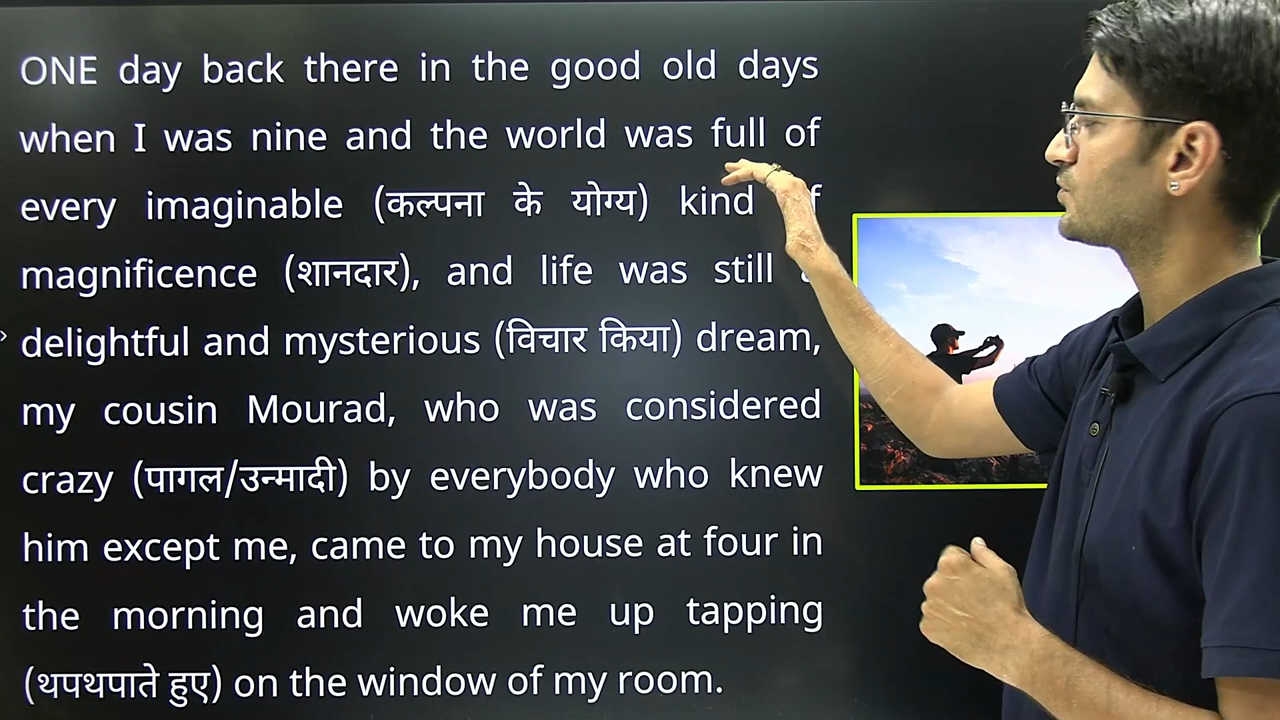 ONE day back there in the good old days
when I was nine and the world was full of
every imaginable (कल्पना के योग्य) kind
magnificence (शानदार), and life was still
delightful and mysterious (विचार किया) dream,
my cousin Mourad, who was considered
crazy (पागल/उन्मादी) by everybody who knew
him except me, came to my house at four in
the morning and woke me up tapping
(थपथपाते हुए) on the window of my room.